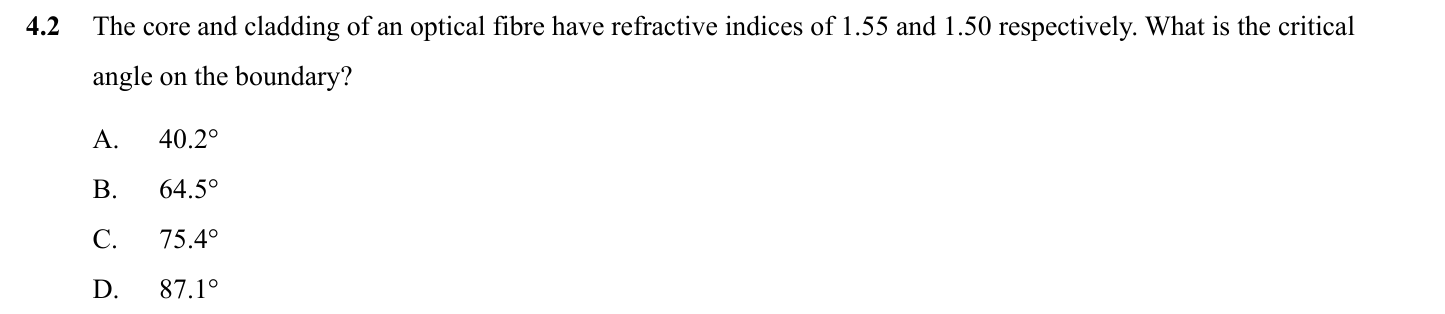 4.2 The core and cladding of an optical fibre have refractive indices of 1.55 and 1.50 respectively. What is the critical
angle on the boundary?
A. 40.2°
B. 64.5°
C. 75.4°
D. 87.1°